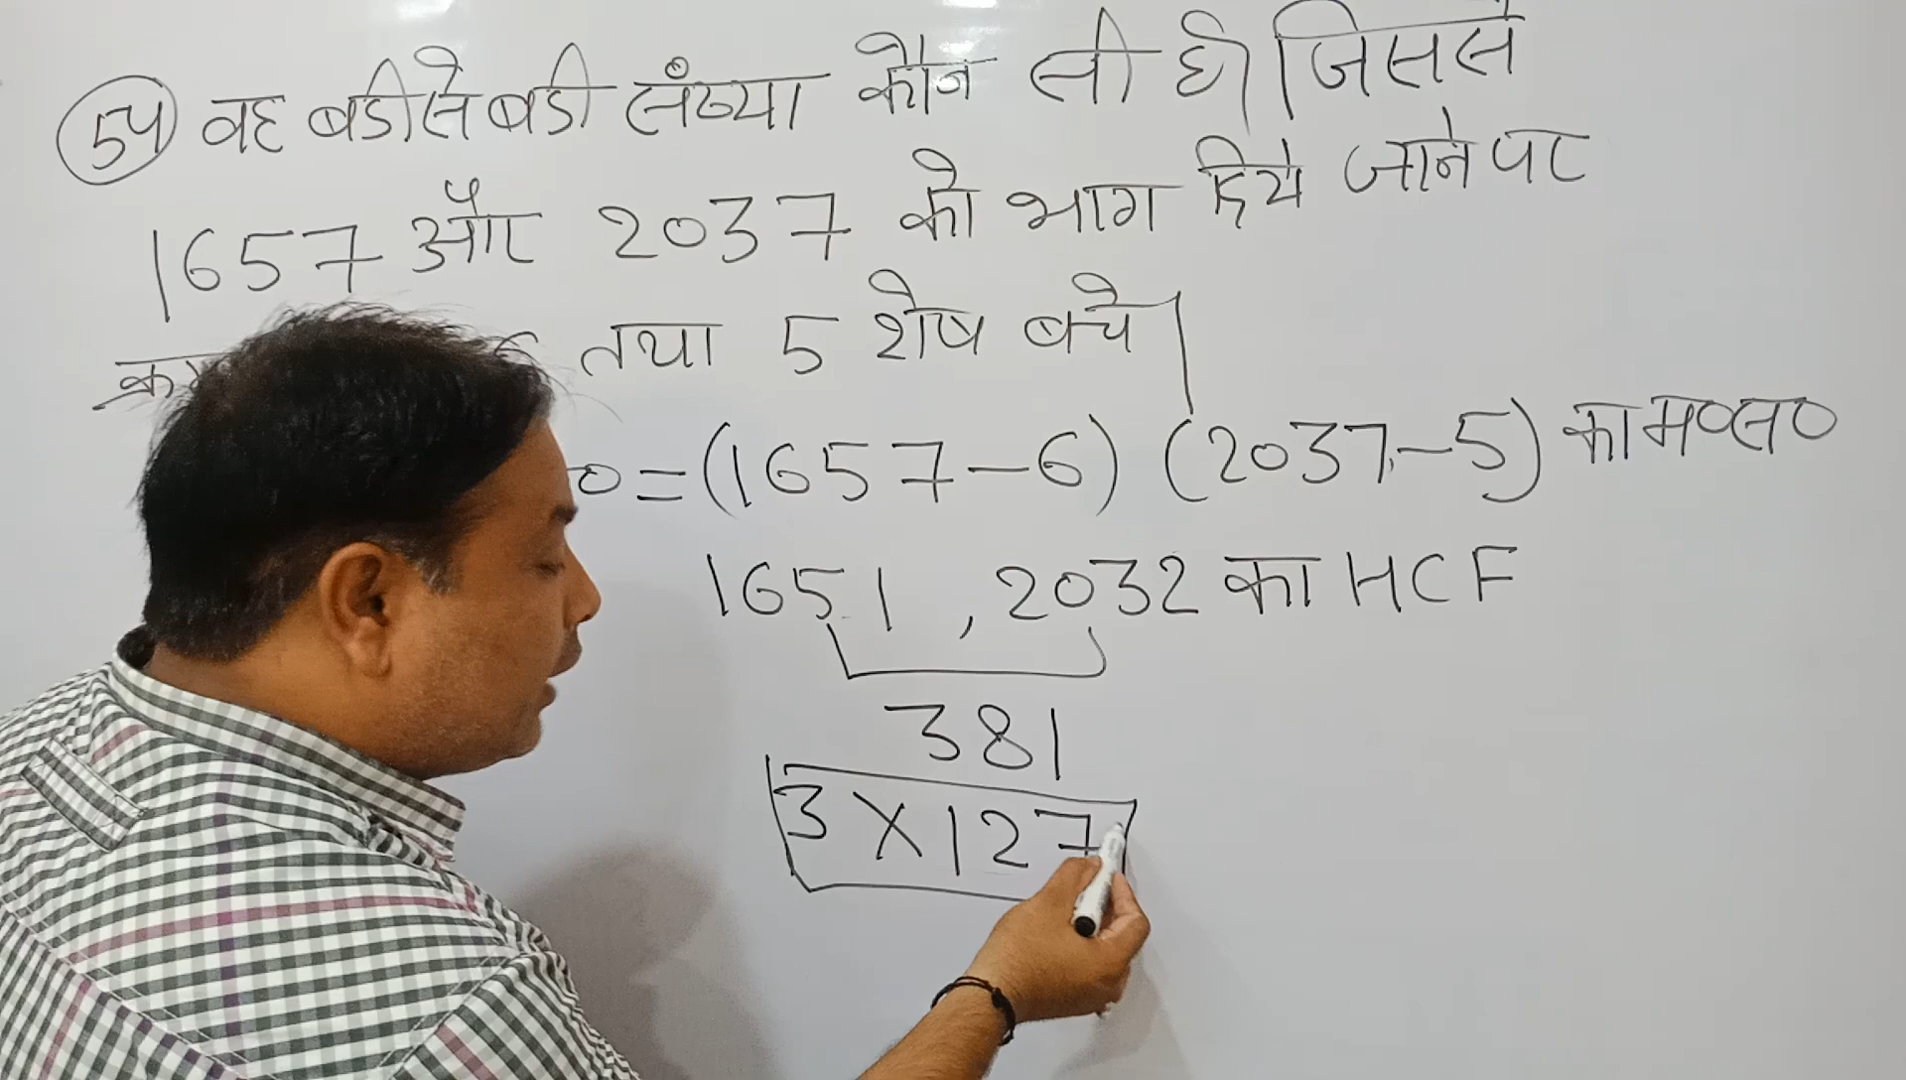 54 वह बडी से बडी संख्या कौन सी है जिससे
1657 और 2037 को भाग दिये जाने पर
तथा 5 शेष बचे।
= (1657-6) (2037-5) का म०स०
1651, 2032 का HCF
381
3 X 127